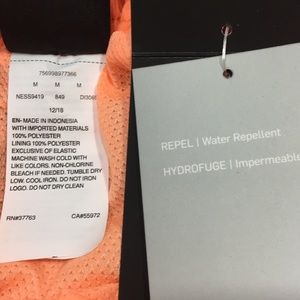 756998977366
M M M
NESS9419 849 DI3065
12/18
EN- MADE IN INDONESIA
WITH IMPORTED MATERIALS
100% POLYESTER
LINING 100% POLYESTER
EXCLUSIVE OF ELASTIC
MACHINE WASH COLD WITH
LIKE COLORS. NON-CHLORINE
BLEACH IF NEEDED. TUMBLE DRY
LOW. COOL IRON. DO NOT IRON
LOGO. DO NOT DRY CLEAN
RN#37763 CA#55972
REPEL | Water Repellent
HYDROFUGE | Imperméable